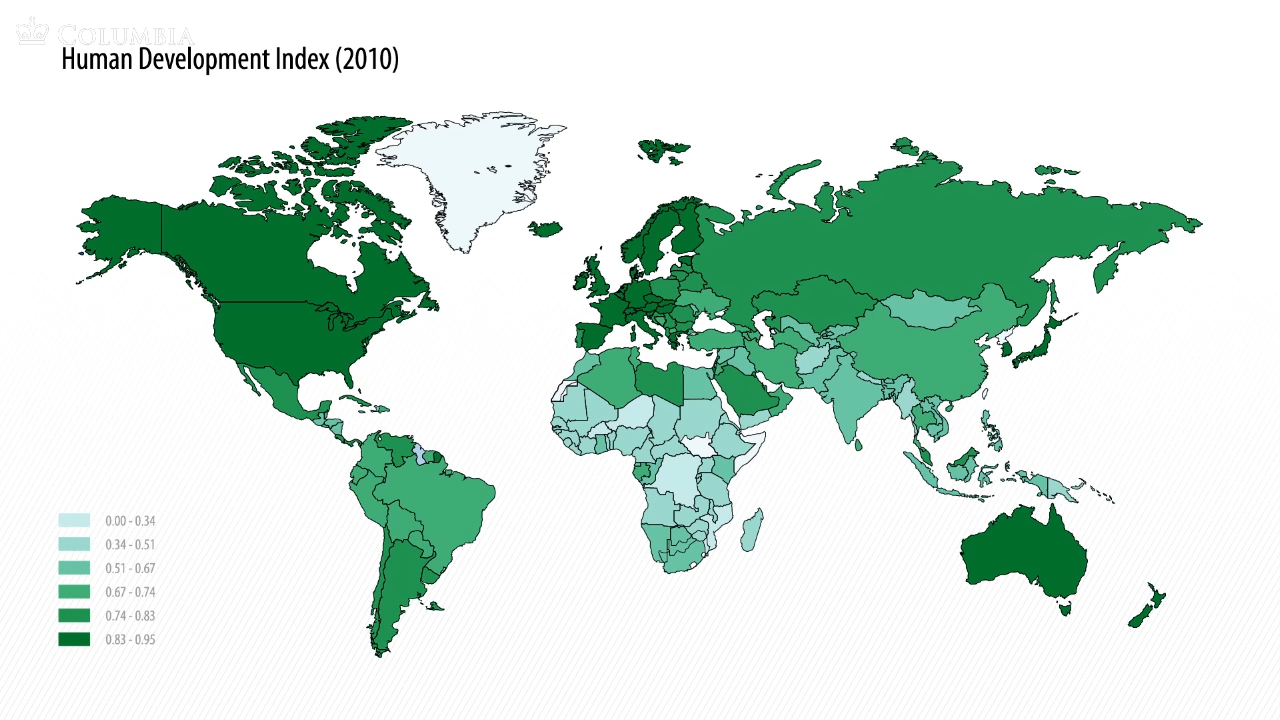 COLUMBIA
Human Development Index (2010)
0.00 - 0.34
0.34 - 0.51
0.51 - 0.67
0.67 - 0.74
0.74 - 0.83
0.83 - 0.95